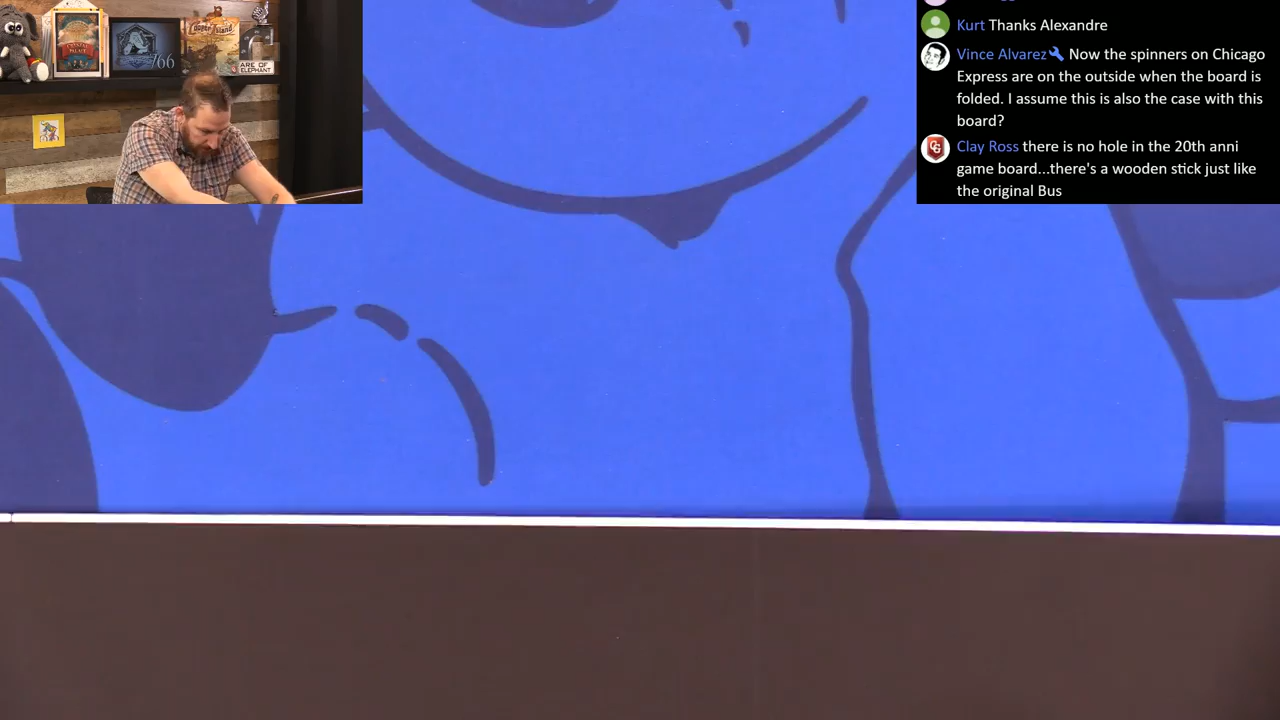 CRYSTAL
PALACE
766
ARE OF
ELEPHANT
Kurt Thanks Alexandre
Vince Alvarez Now the spinners on Chicago
Express are on the outside when the board is
folded. I assume this is also the case with this
board?
Clay Ross there is no hole in the 20th anni
game board...there's a wooden stick just like
the original Bus